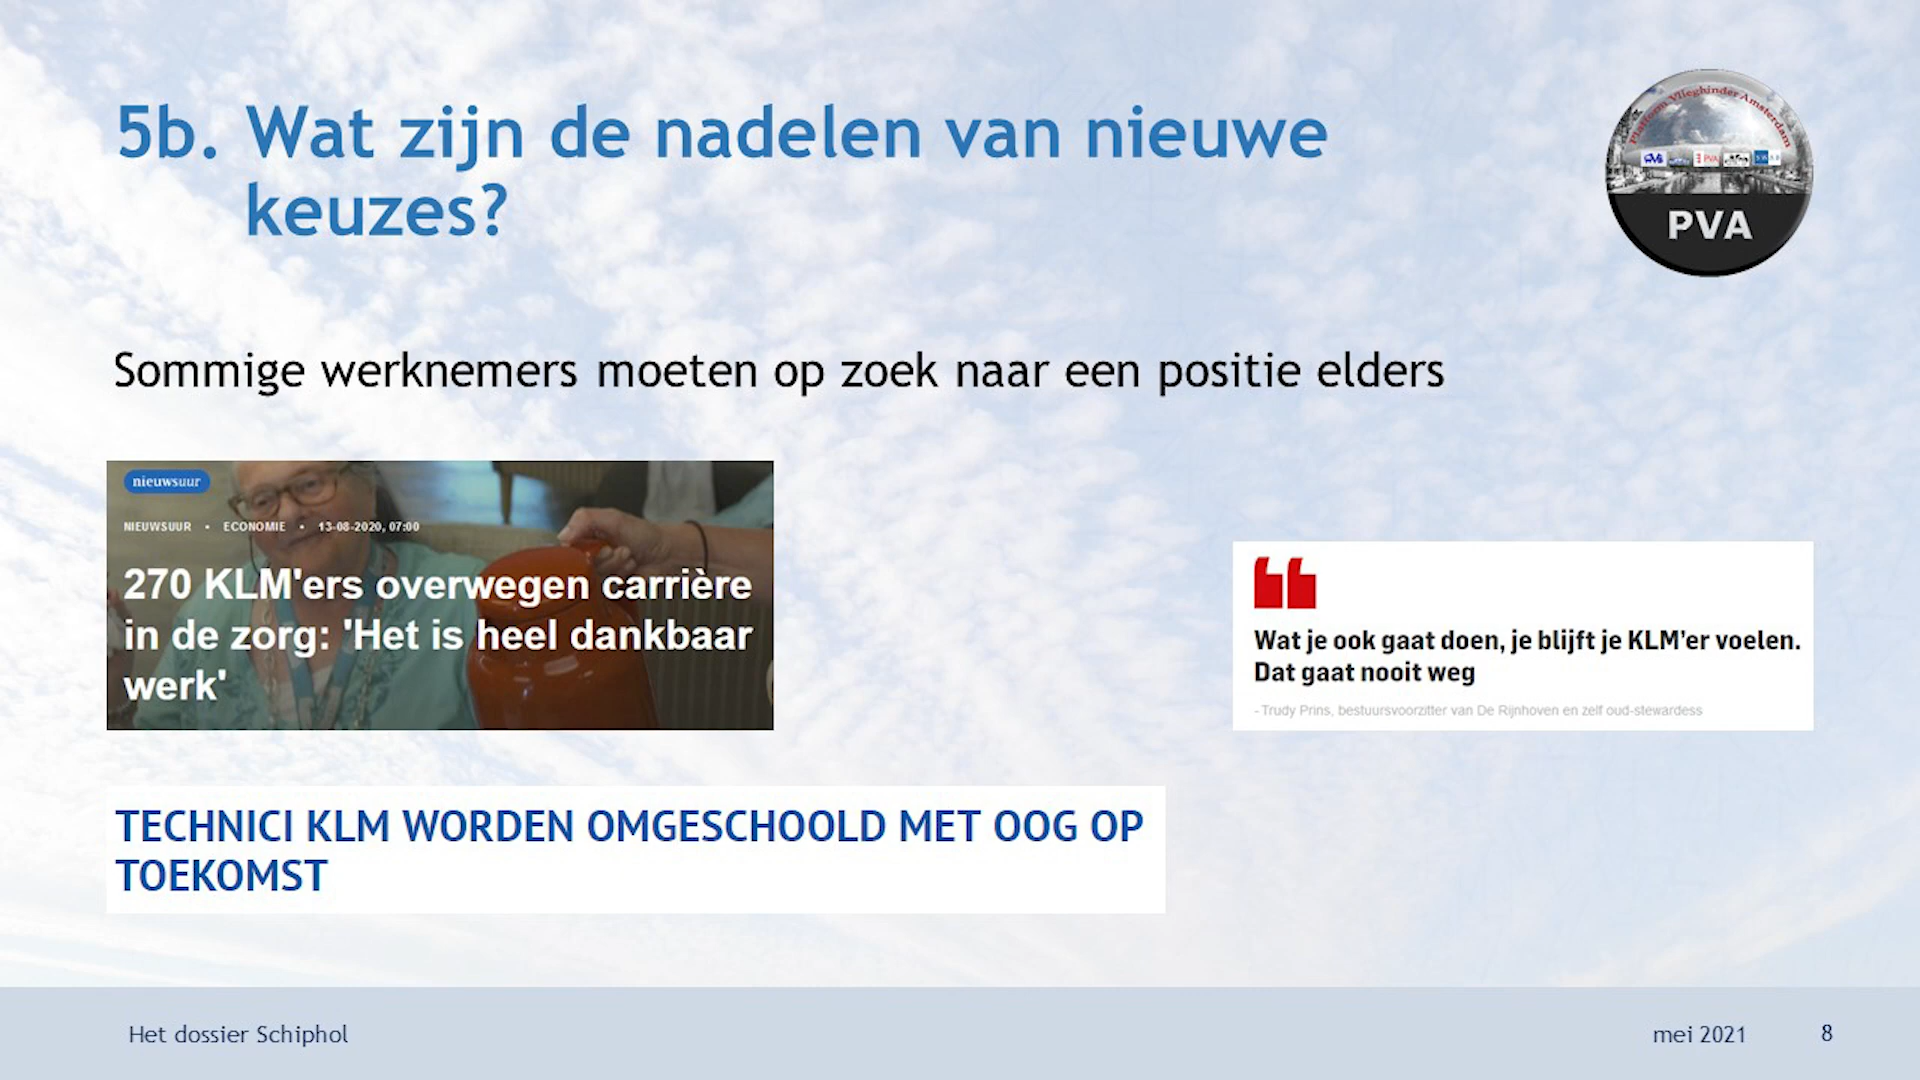 5b. Wat zijn de nadelen van nieuwe
keuzes?
Platform Vlieghinder Amsterdam
PVA
PVA
Sommige werknemers moeten op zoek naar een positie elders
nieuwsuur
NIEUWSUUR • ECONOMIE • 13-08-2020, 07:00
270 KLM'ers overwegen carrière
in de zorg: 'Het is heel dankbaar
werk'
Wat je ook gaat doen, je blijft je KLM'er voelen.
Dat gaat nooit weg
- Trudy Prins, bestuursvoorzitter van De Rijnhoven en zelf oud-stewardess
TECHNICI KLM WORDEN OMGESCHOOLD MET OOG OP
TOEKOMST
Het dossier Schiphol
mei 2021
8